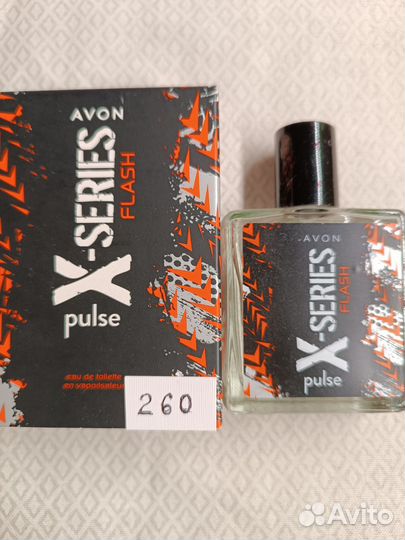 AVON
X-SERIES
FLASH
pulse
eau de toilette
en vaporisateur
260
AVON
X-SERIES
FLASH
pulse
Avito